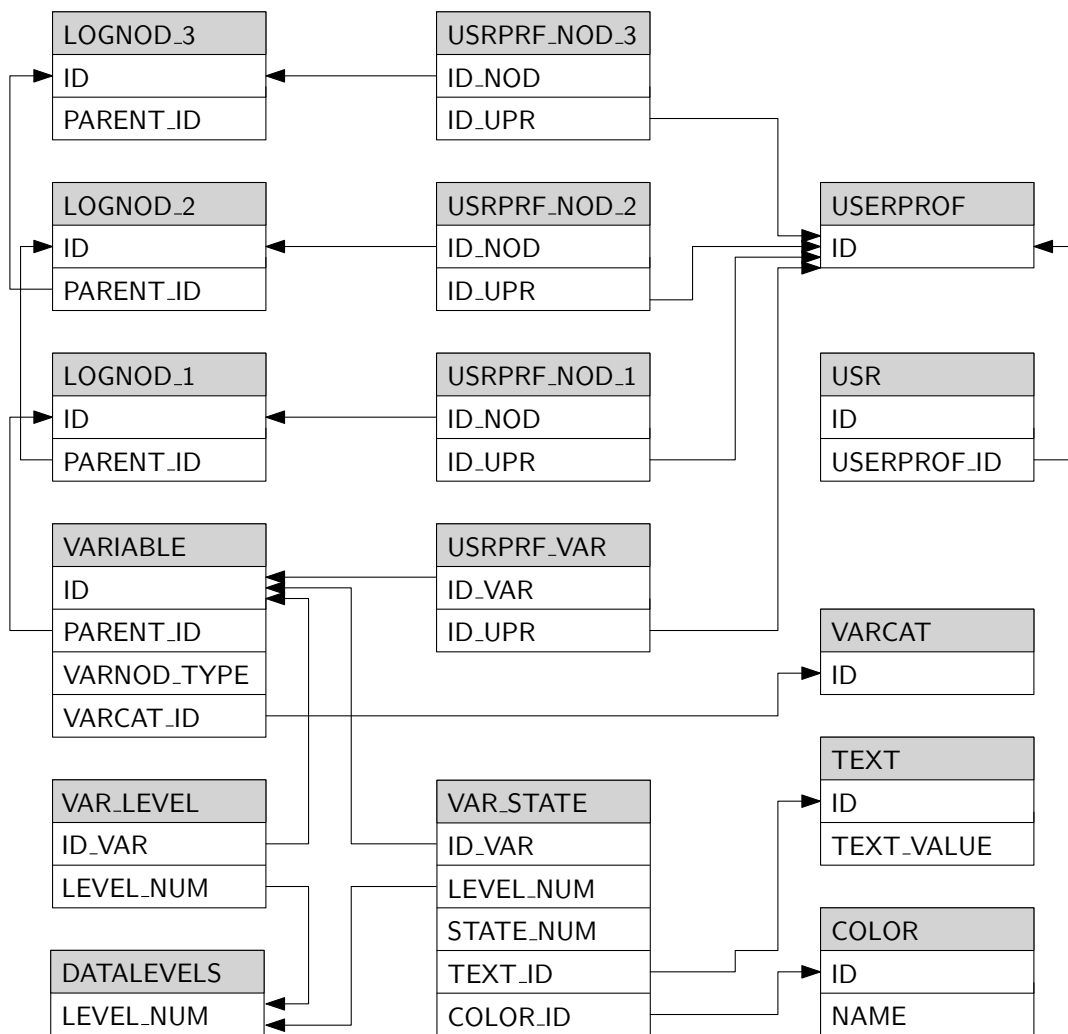 LOGNOD_3
ID
PARENT_ID
USRPRF_NOD_3
ID_NOD
ID_UPR
LOGNOD_2
ID
PARENT_ID
USRPRF_NOD_2
ID_NOD
ID_UPR
USERPROF
ID
LOGNOD_1
ID
PARENT_ID
USRPRF_NOD_1
ID_NOD
ID_UPR
USR
ID
USERPROF_ID
VARIABLE
ID
PARENT_ID
VARNOD_TYPE
VARCAT_ID
USRPRF_VAR
ID_VAR
ID_UPR
VARCAT
ID
VAR_LEVEL
ID_VAR
LEVEL_NUM
VAR_STATE
ID_VAR
LEVEL_NUM
STATE_NUM
TEXT_ID
COLOR_ID
TEXT
ID
TEXT_VALUE
DATALEVELS
LEVEL_NUM
COLOR
ID
NAME